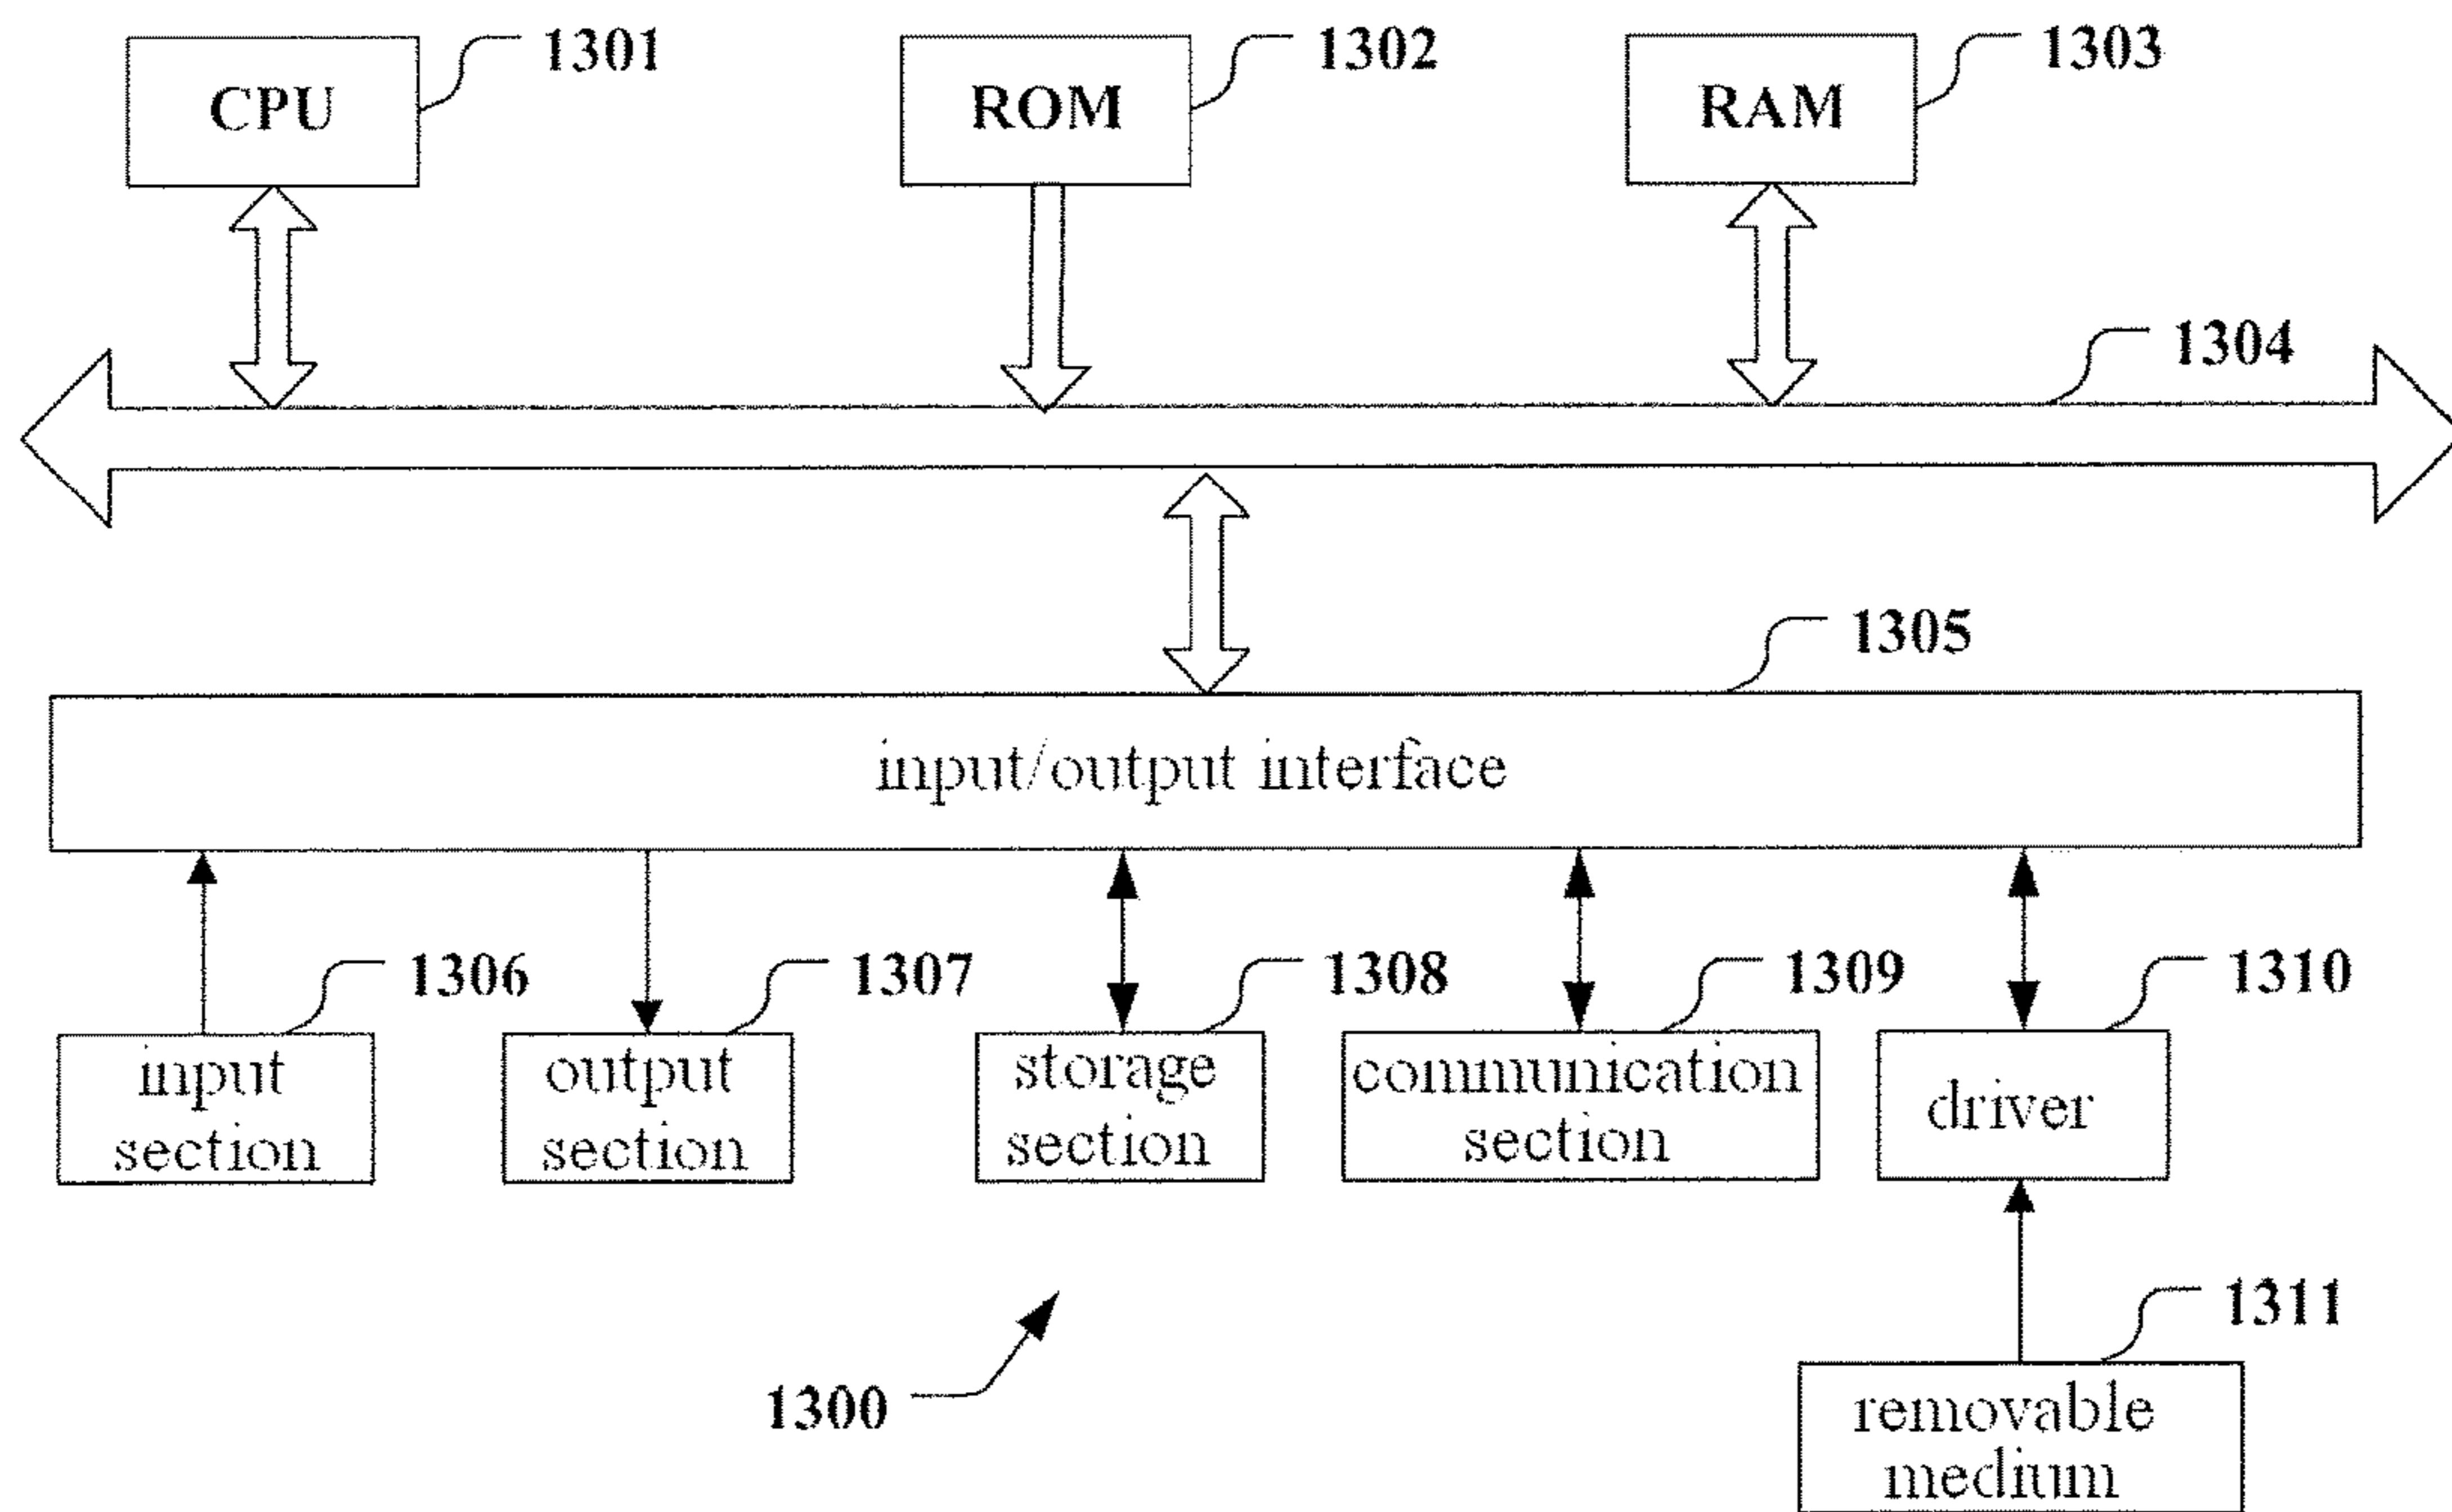 1301
CPU
1302
ROM
1303
RAM
1304
1305
input/output interface
1306
input
section
1307
output
section
1308
storage
section
1309
communication
section
1310
driver
1311
removable
medium
1300